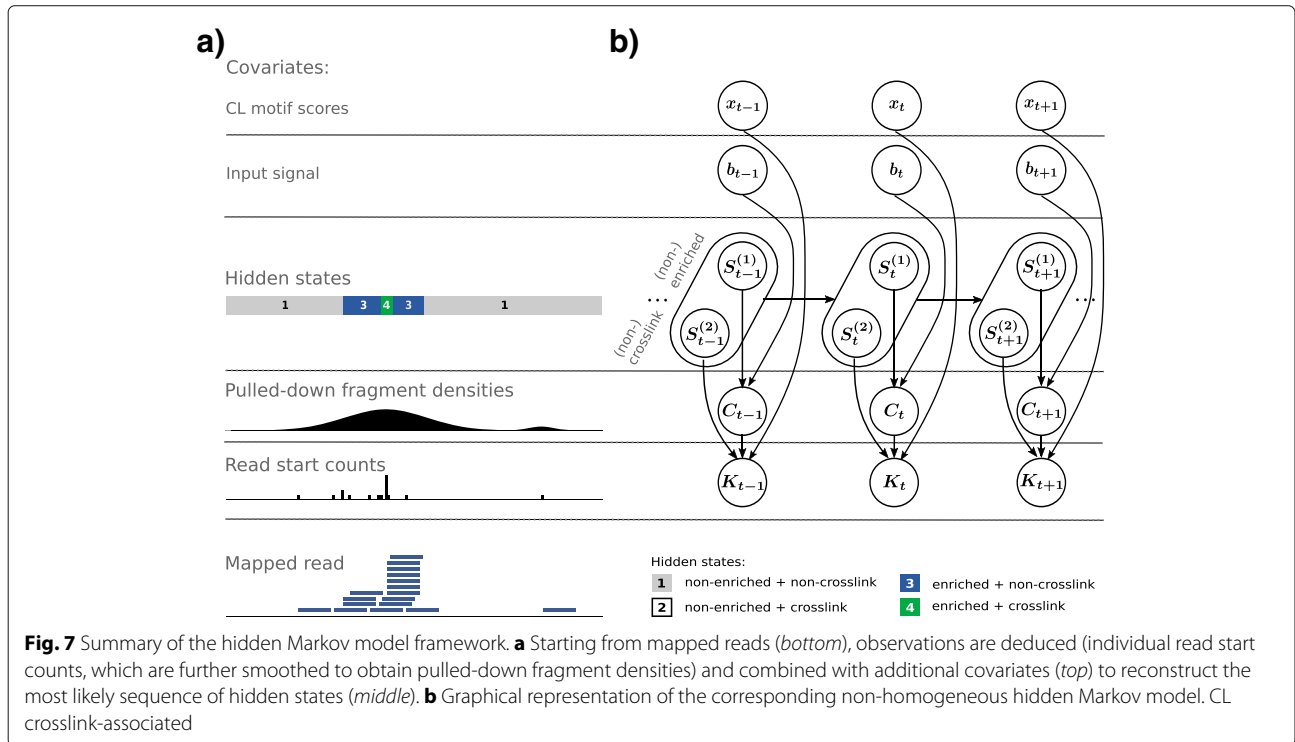 a)
b)
Covariates:
CL motif scores
x_{t−1}
x_t
x_{t+1}
Input signal
b_{t−1}
b_t
b_{t+1}
Hidden states
1
3
4
3
1
(non-)
enriched
(non-)
crosslink
...
S_{t−1}^{(1)}
S_t^{(1)}
S_{t+1}^{(1)}
...
S_{t−1}^{(2)}
S_t^{(2)}
S_{t+1}^{(2)}
Pulled-down fragment densities
C_{t−1}
C_t
C_{t+1}
Read start counts
K_{t−1}
K_t
K_{t+1}
Mapped read
Hidden states:
1 non-enriched + non-crosslink
3 enriched + non-crosslink
2 non-enriched + crosslink
4 enriched + crosslink
Fig. 7 Summary of the hidden Markov model framework. a Starting from mapped reads (bottom), observations are deduced (individual read start
counts, which are further smoothed to obtain pulled-down fragment densities) and combined with additional covariates (top) to reconstruct the
most likely sequence of hidden states (middle). b Graphical representation of the corresponding non-homogeneous hidden Markov model. CL
crosslink-associated